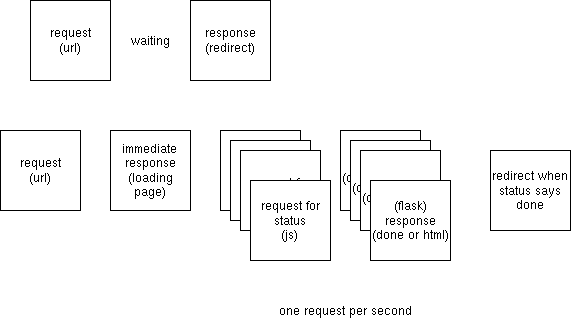 request
(url)
waiting
response
(redirect)
request
(url)
immediate
response
(loading
page)
request for
status
(js)
(flask)
response
(done or html)
redirect when
status says
done
one request per second